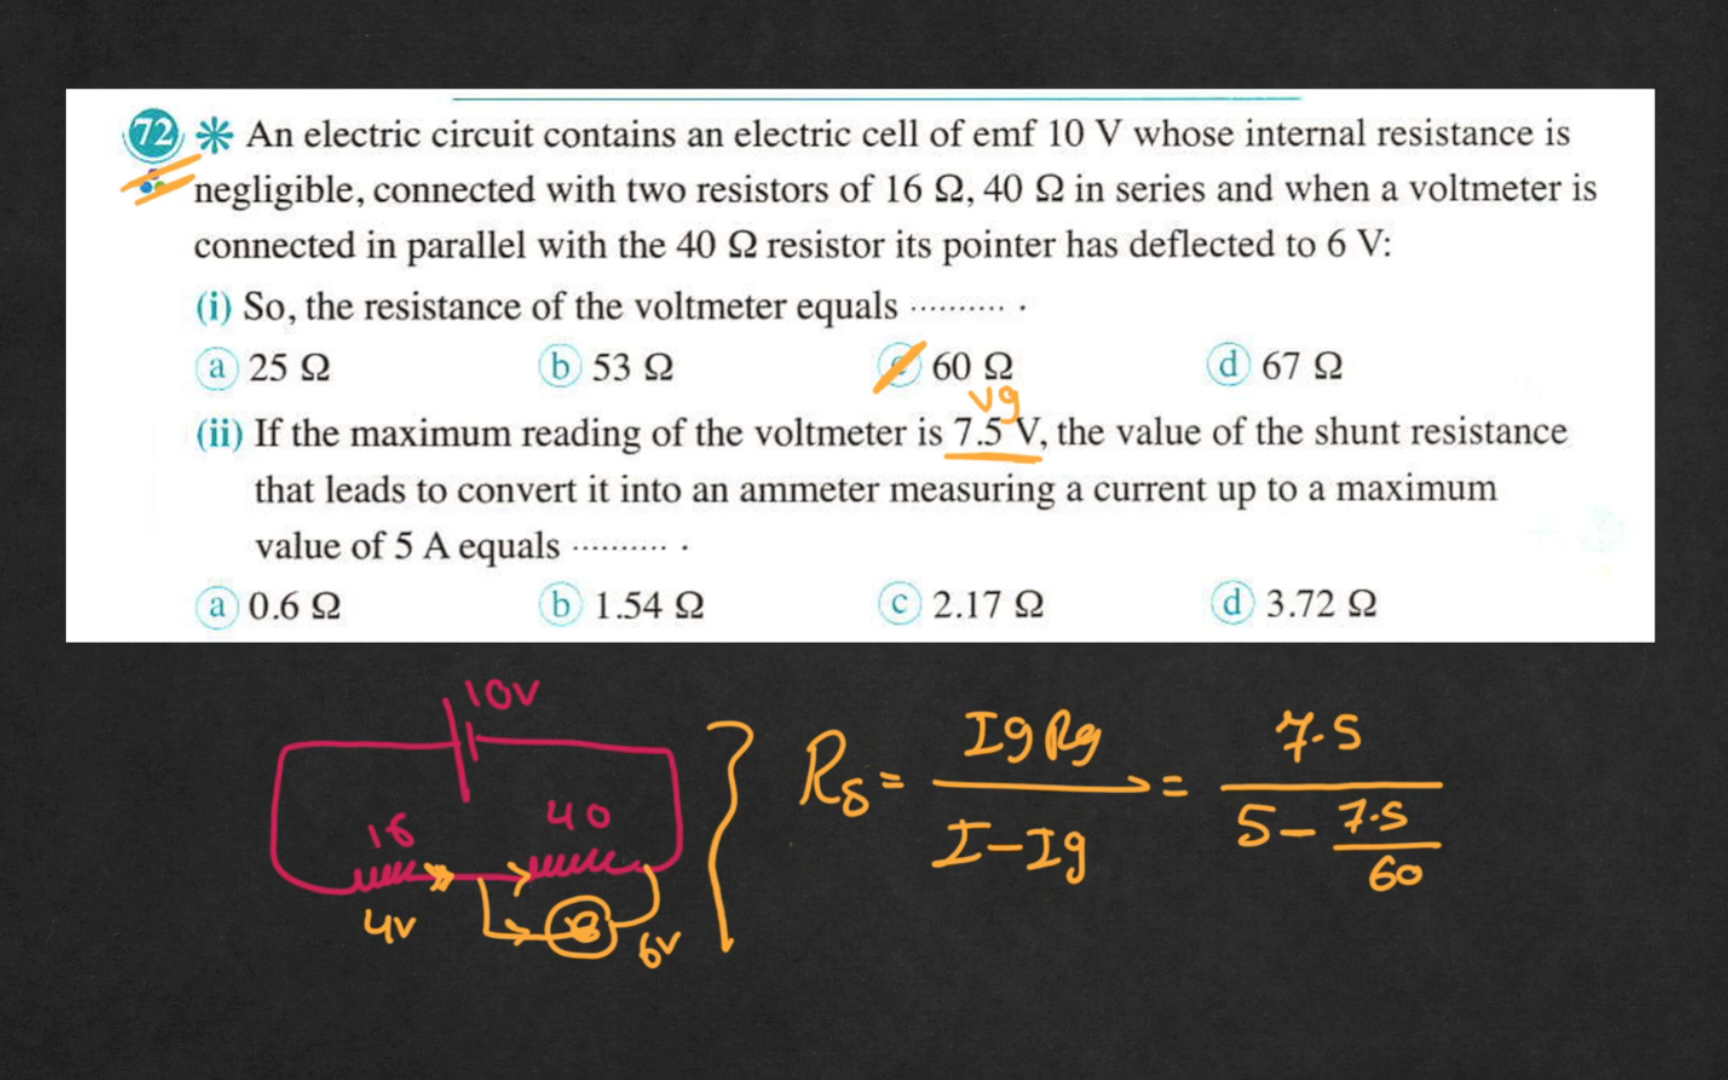 72 * An electric circuit contains an electric cell of emf 10 V whose internal resistance is
negligible, connected with two resistors of 16 Ω, 40 Ω in series and when a voltmeter is
connected in parallel with the 40 Ω resistor its pointer has deflected to 6 V:
(i) So, the resistance of the voltmeter equals .......... .
a 25 Ω b 53 Ω c 60 Ω d 67 Ω
Vg
(ii) If the maximum reading of the voltmeter is 7.5 V, the value of the shunt resistance
that leads to convert it into an ammeter measuring a current up to a maximum
value of 5 A equals .......... .
a 0.6 Ω b 1.54 Ω c 2.17 Ω d 3.72 Ω
10V
16 40
4V 6V
Rs = IgRg / I-Ig = 7.5 / 5 - 7.5/60